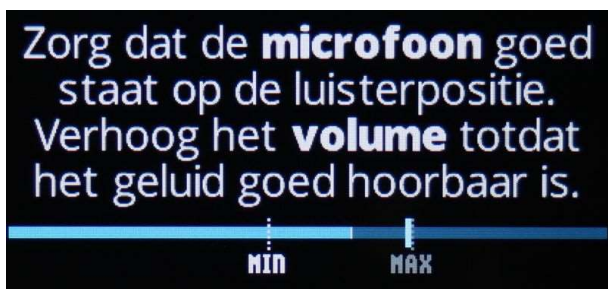 Zorg dat de microfoon goed
staat op de luisterpositie.
Verhoog het volume totdat
het geluid goed hoorbaar is.
MIN MAX